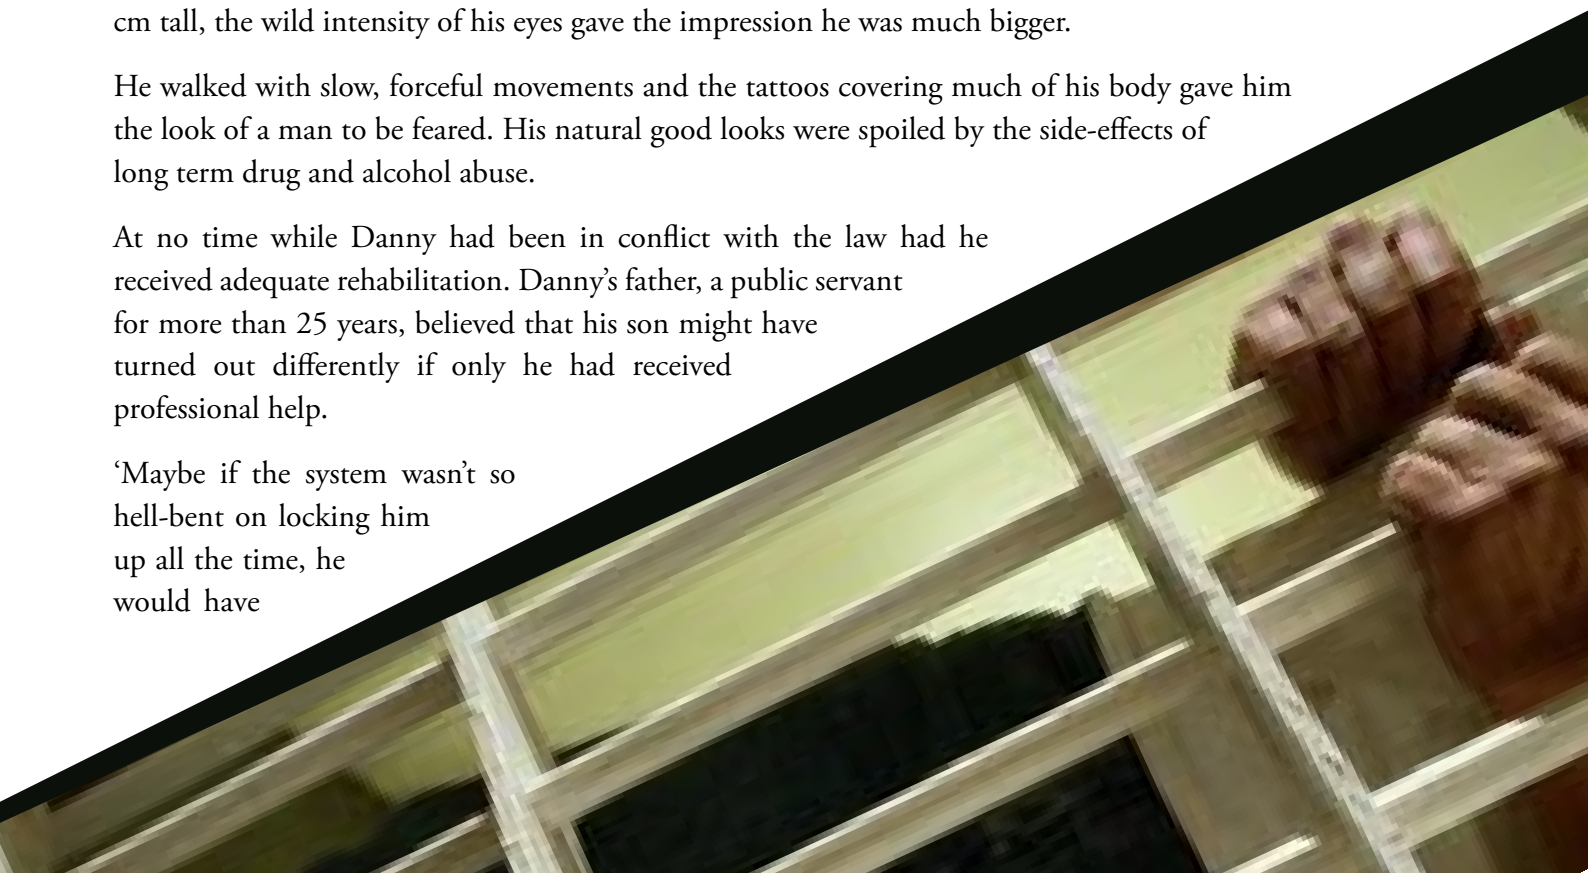 cm tall, the wild intensity of his eyes gave the impression he was much bigger.
He walked with slow, forceful movements and the tattoos covering much of his body gave him
the look of a man to be feared. His natural good looks were spoiled by the side-effects of
long term drug and alcohol abuse.
At no time while Danny had been in conflict with the law had he
received adequate rehabilitation. Danny’s father, a public servant
for more than 25 years, believed that his son might have
turned out differently if only he had received
professional help.
‘Maybe if the system wasn’t so
hell-bent on locking him
up all the time, he
would have